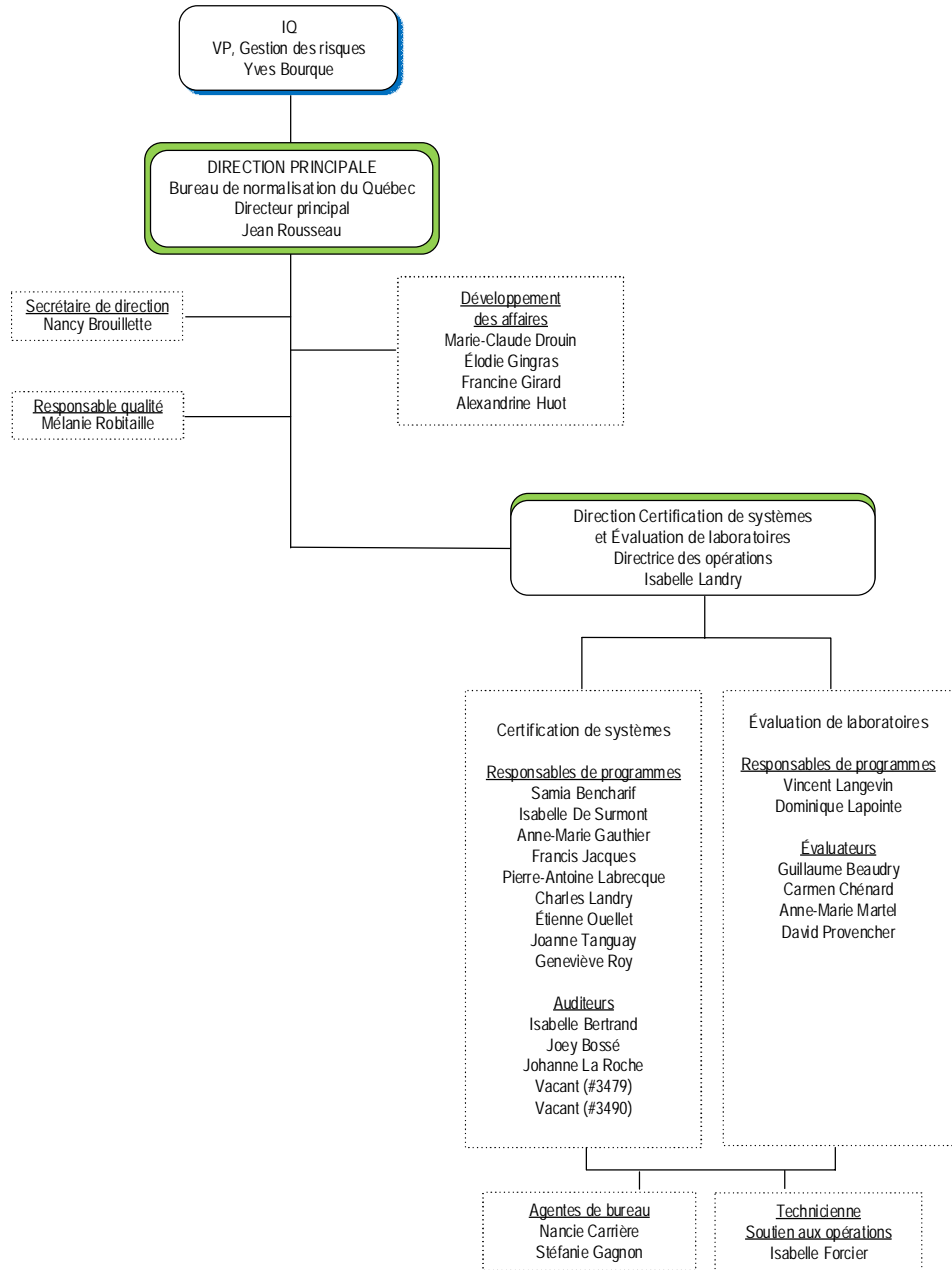 IQ
VP, Gestion des risques
Yves Bourque
DIRECTION PRINCIPALE
Bureau de normalisation du Québec
Directeur principal
Jean Rousseau
Secrétaire de direction
Nancy Brouillette
Développement
des affaires
Marie-Claude Drouin
Élodie Gingras
Francine Girard
Alexandrine Huot
Responsable qualité
Mélanie Robitaille
Direction Certification de systèmes
et Évaluation de laboratoires
Directrice des opérations
Isabelle Landry
Certification de systèmes
Responsables de programmes
Samia Bencharif
Isabelle De Surmont
Anne-Marie Gauthier
Francis Jacques
Pierre-Antoine Labrecque
Charles Landry
Étienne Ouellet
Joanne Tanguay
Geneviève Roy
Auditeurs
Isabelle Bertrand
Joey Bossé
Johanne La Roche
Vacant (#3479)
Vacant (#3490)
Évaluation de laboratoires
Responsables de programmes
Vincent Langevin
Dominique Lapointe
Évaluateurs
Guillaume Beaudry
Carmen Chénard
Anne-Marie Martel
David Provencher
Agentes de bureau
Nancie Carrière
Stéfanie Gagnon
Technicienne
Soutien aux opérations
Isabelle Forcier